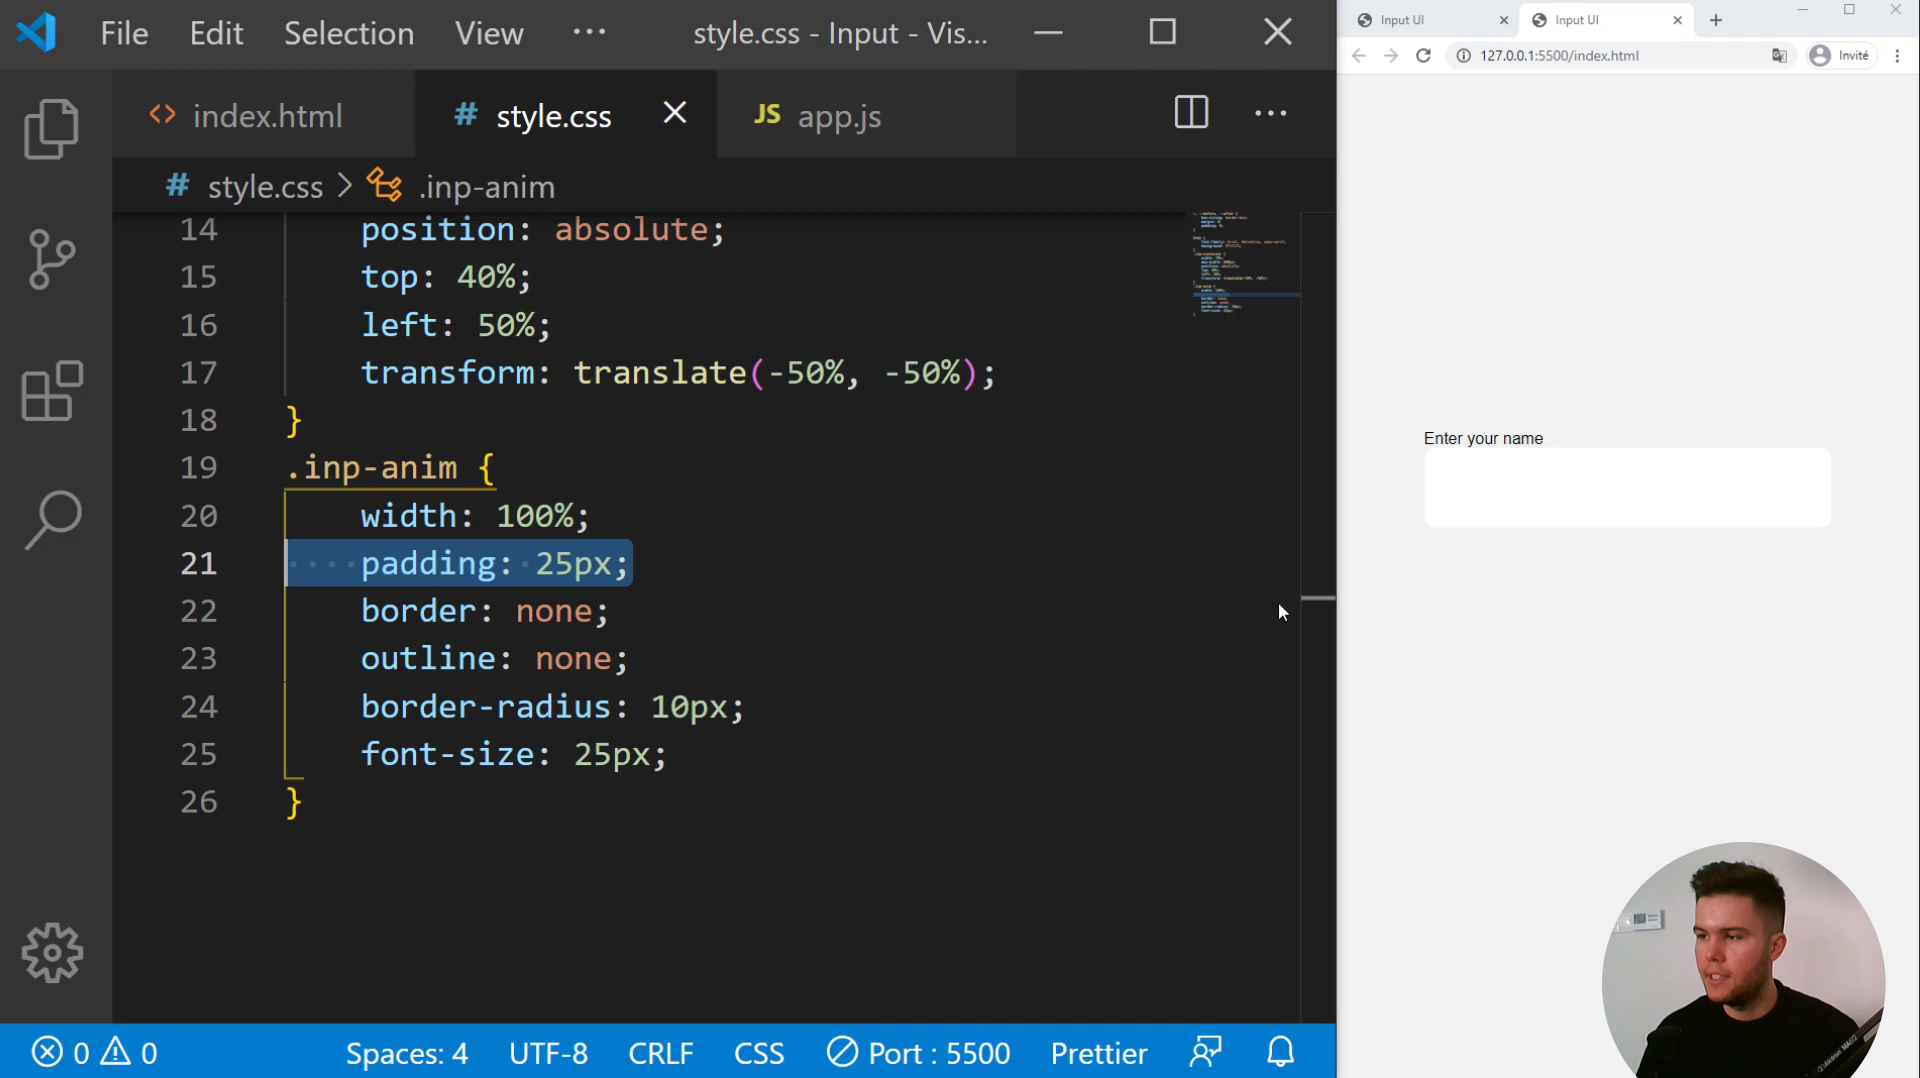 File Edit Selection View ··· style.css - Input - Vis...
index.html # style.css JS app.js
# style.css > .inp-anim
14 position: absolute;
15 top: 40%;
16 left: 50%;
17 transform: translate(-50%, -50%);
18 }
19 .inp-anim {
20 width: 100%;
21 padding: 25px;
22 border: none;
23 outline: none;
24 border-radius: 10px;
25 font-size: 25px;
26 }
0 0 Spaces: 4 UTF-8 CRLF CSS Port : 5500 Prettier
Input UI Input UI
127.0.0.1:5500/index.html Invité
Enter your name